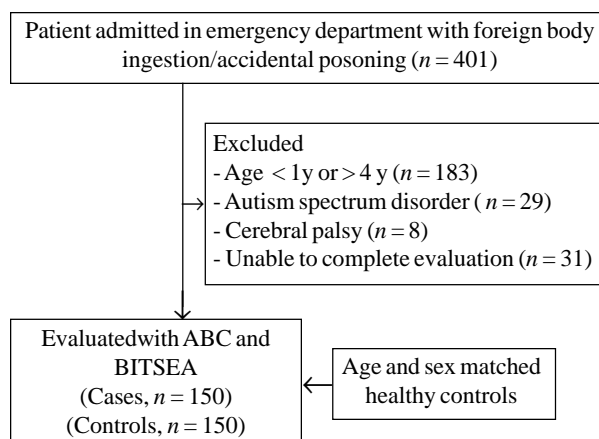 Patient admitted in emergency department with foreign body
ingestion/accidental posoning (n = 401)
Excluded
- Age < 1y or > 4 y (n = 183)
- Autism spectrum disorder ( n = 29)
- Cerebral palsy (n = 8)
- Unable to complete evaluation (n = 31)
Evaluatedwith ABC and
BITSEA
(Cases, n = 150)
(Controls, n = 150)
Age and sex matched
healthy controls